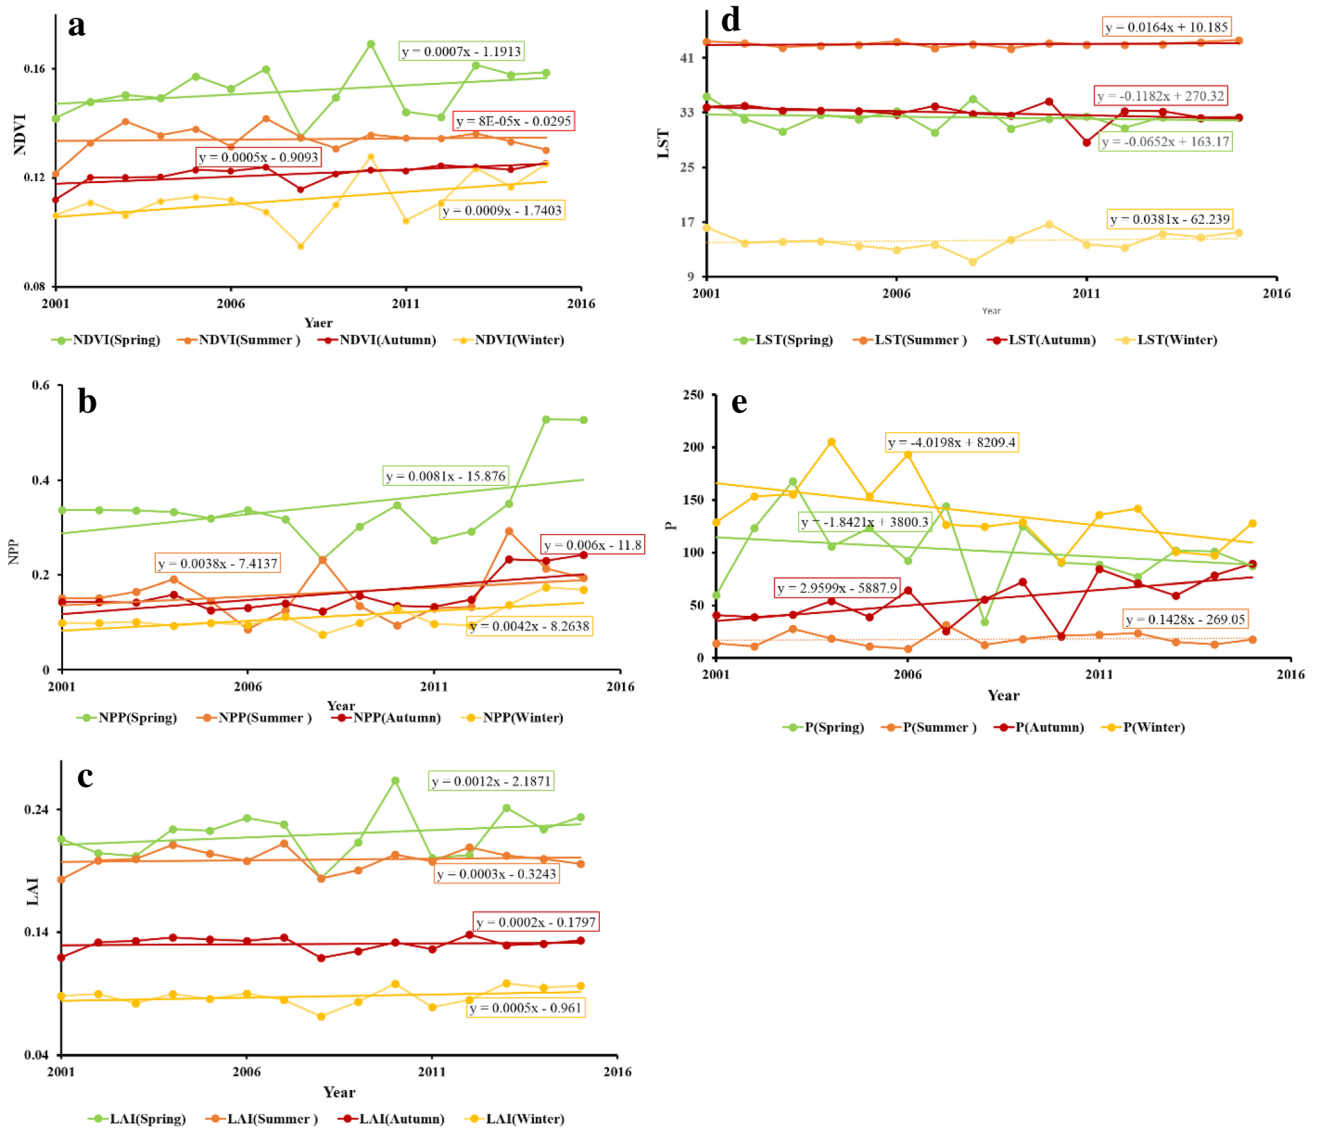 a
y = 0.0007x - 1.1913
y = 8E-05x - 0.0295
y = 0.0005x - 0.9093
y = 0.0009x - 1.7403
NDVI
0.16
0.12
0.08
2001 2006 2011 2016
Yaer
NDVI(Spring) NDVI(Summer ) NDVI(Autumn) NDVI(Winter)
d
y = 0.0164x + 10.185
y = -0.1182x + 270.32
y = -0.0652x + 163.17
y = 0.0381x - 62.239
LST
41
33
25
17
9
2001 2006 2011 2016
Year
LST(Spring) LST(Summer ) LST(Autumn) LST(Winter)
b
y = 0.0081x - 15.876
y = 0.006x - 11.8
y = 0.0038x - 7.4137
y = 0.0042x - 8.2638
NPP
0.6
0.4
0.2
0
2001 2006 2011 2016
Year
NPP(Spring) NPP(Summer ) NPP(Autumn) NPP(Winter)
e
y = -4.0198x + 8209.4
y = -1.8421x + 3800.3
y = 2.9599x - 5887.9
y = 0.1428x - 269.05
P
250
200
150
100
50
0
2001 2006 2011 2016
Year
P(Spring) P(Summer ) P(Autumn) P(Winter)
c
y = 0.0012x - 2.1871
y = 0.0003x - 0.3243
y = 0.0002x - 0.1797
y = 0.0005x - 0.961
LAI
0.24
0.14
0.04
2001 2006 2011 2016
Year
LAI(Spring) LAI(Summer ) LAI(Autumn) LAI(Winter)